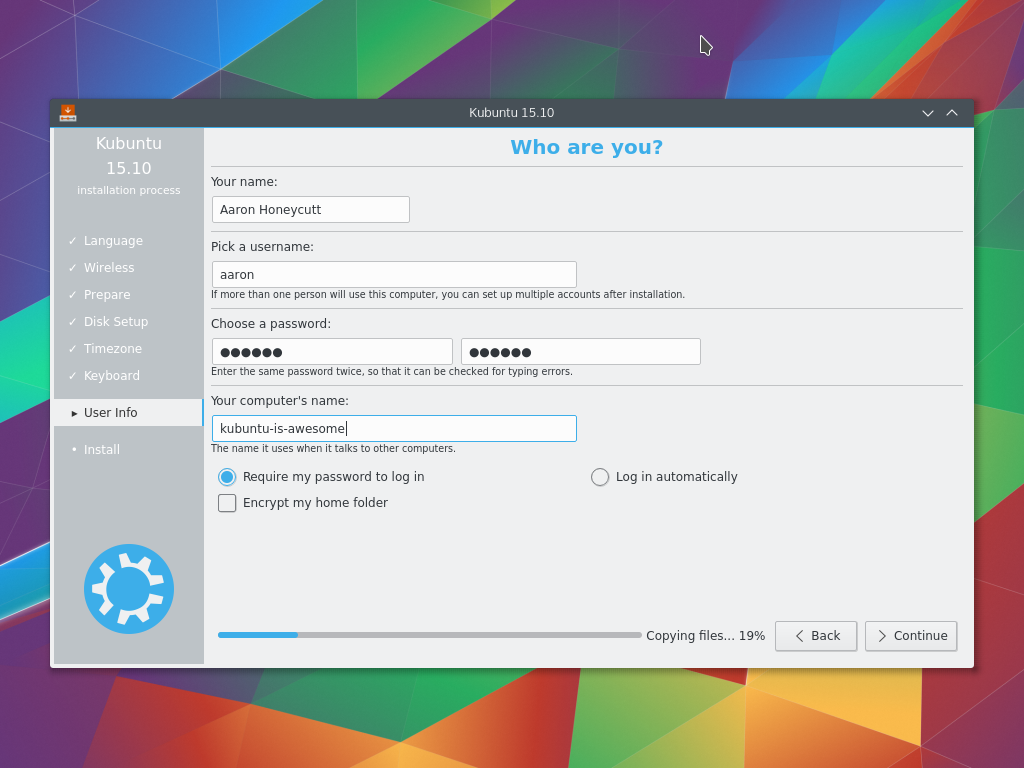 Kubuntu 15.10
Kubuntu
15.10
installation process
✓ Language
✓ Wireless
✓ Prepare
✓ Disk Setup
✓ Timezone
✓ Keyboard
▸ User Info
• Install
Who are you?
Your name:
Aaron Honeycutt
Pick a username:
aaron
If more than one person will use this computer, you can set up multiple accounts after installation.
Choose a password:
●●●●●● ●●●●●●
Enter the same password twice, so that it can be checked for typing errors.
Your computer's name:
kubuntu-is-awesome
The name it uses when it talks to other computers.
Require my password to log in Log in automatically
Encrypt my home folder
Copying files... 19% Back Continue